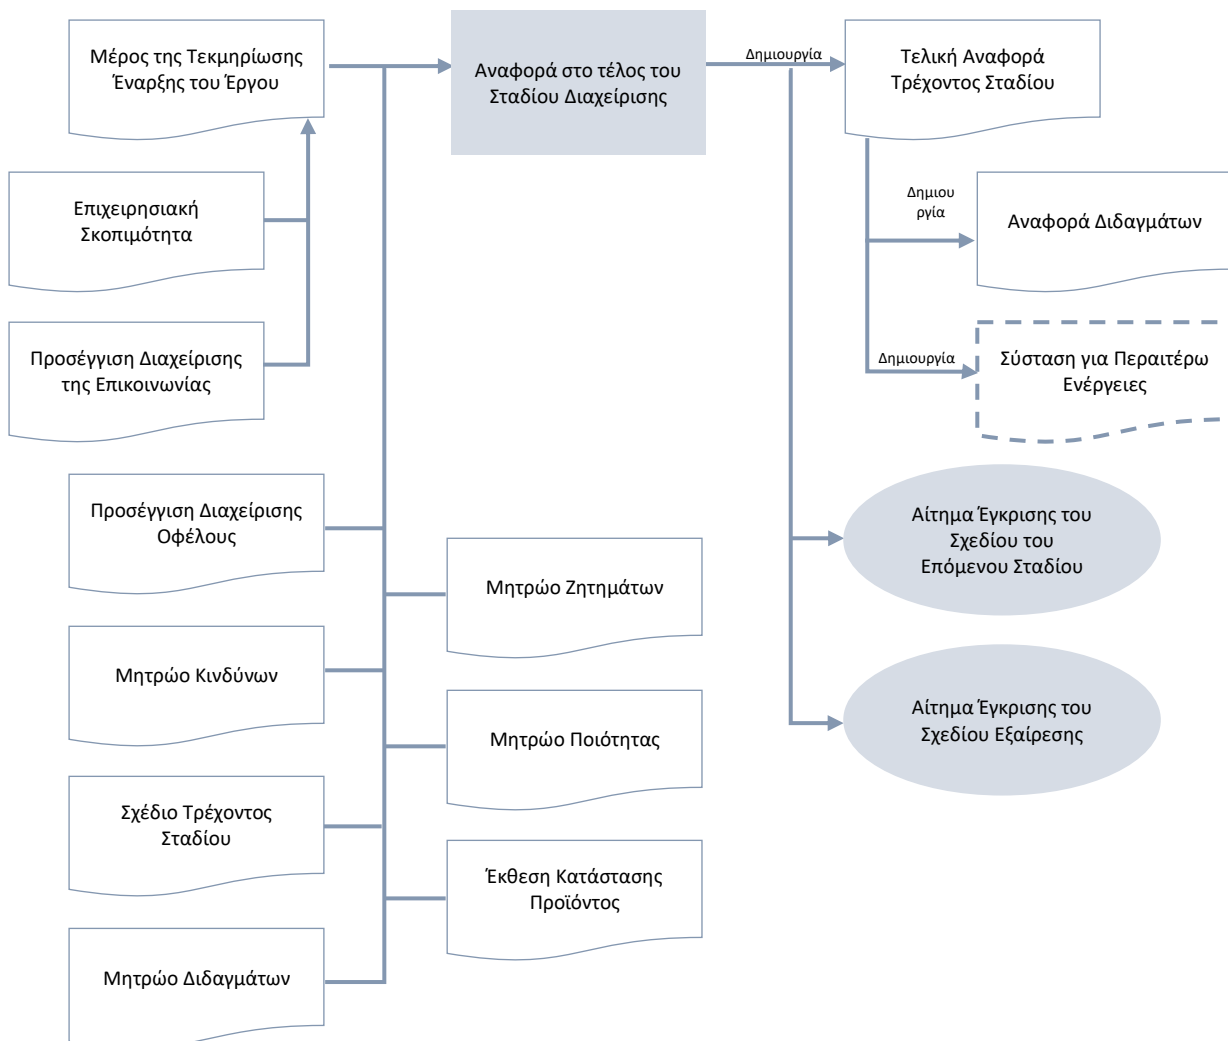 Μέρος της Τεκμηρίωσης
Έναρξης του Έργου
Αναφορά στο τέλος του
Σταδίου Διαχείρισης
Δημιουργία
Τελική Αναφορά
Τρέχοντος Σταδίου
Επιχειρησιακή
Σκοπιμότητα
Δημιου
ργία
Αναφορά Διδαγμάτων
Προσέγγιση Διαχείρισης
της Επικοινωνίας
Δημιουργία
Σύσταση για Περαιτέρω
Ενέργειες
Προσέγγιση Διαχείρισης
Οφέλους
Αίτημα Έγκρισης του
Σχεδίου του
Επόμενου Σταδίου
Μητρώο Ζητημάτων
Μητρώο Κινδύνων
Αίτημα Έγκρισης του
Σχεδίου Εξαίρεσης
Μητρώο Ποιότητας
Σχέδιο Τρέχοντος
Σταδίου
Έκθεση Κατάστασης
Προϊόντος
Μητρώο Διδαγμάτων